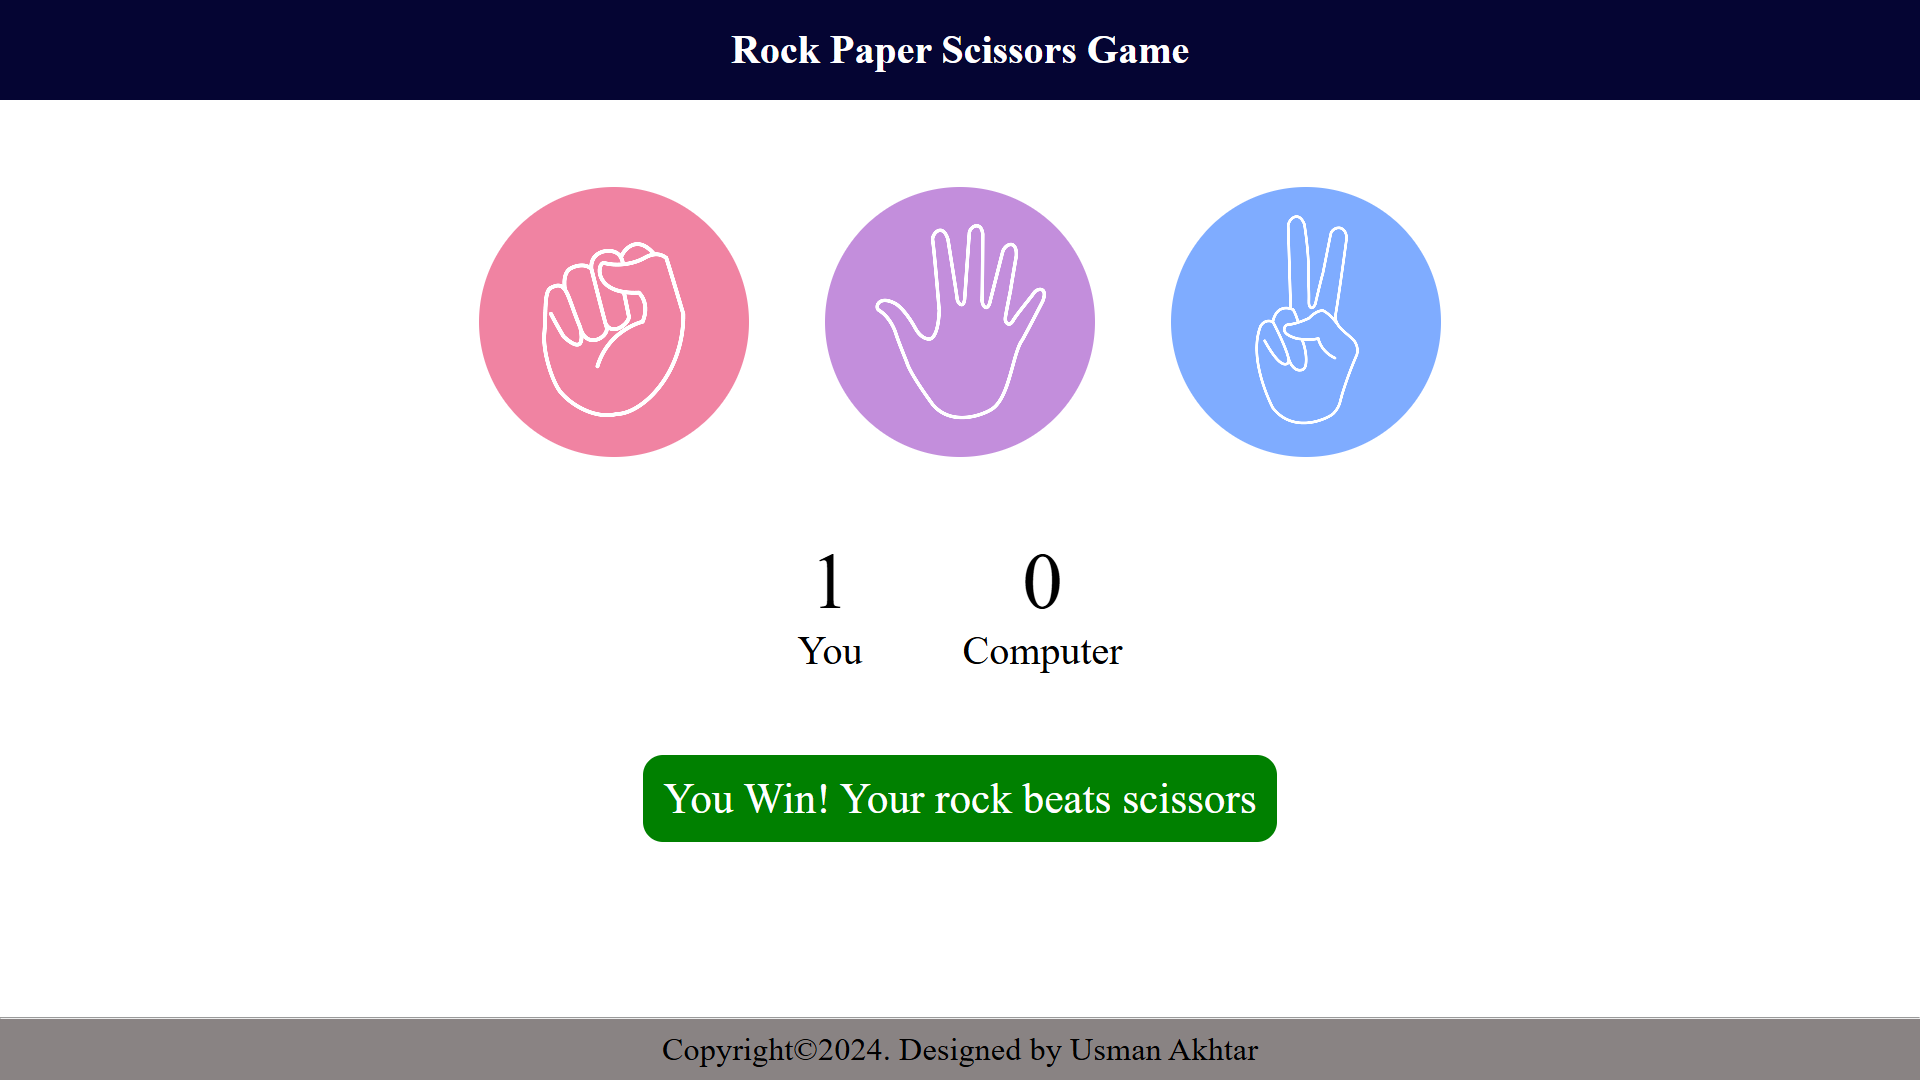 Rock Paper Scissors Game
1 0
You Computer
You Win! Your rock beats scissors
Copyright©2024. Designed by Usman Akhtar